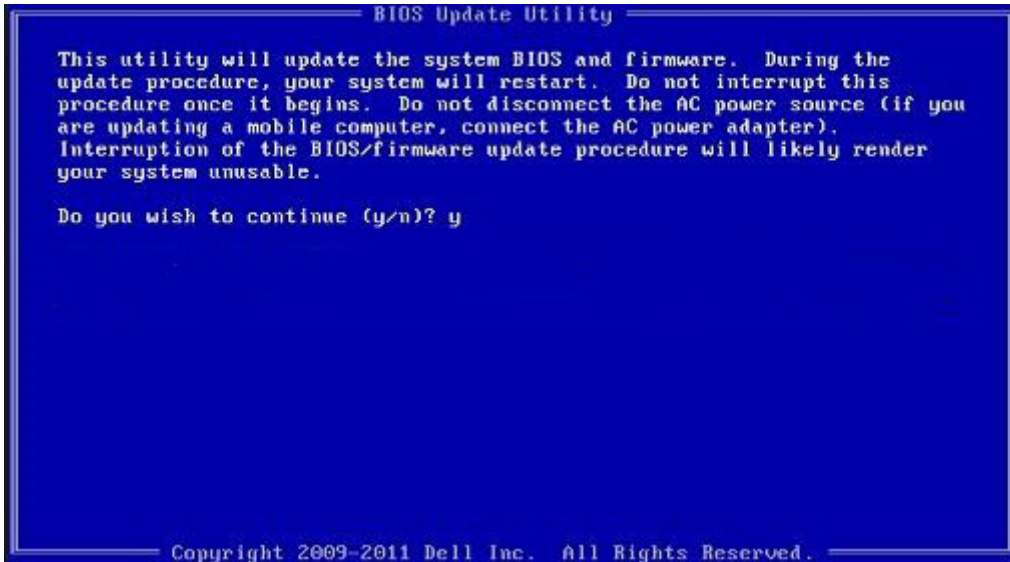 BIOS Update Utility
This utility will update the system BIOS and firmware. During the
update procedure, your system will restart. Do not interrupt this
procedure once it begins. Do not disconnect the AC power source (if you
are updating a mobile computer, connect the AC power adapter).
Interruption of the BIOS/firmware update procedure will likely render
your system unusable.
Do you wish to continue (y/n)? y
Copyright 2009-2011 Dell Inc. All Rights Reserved.